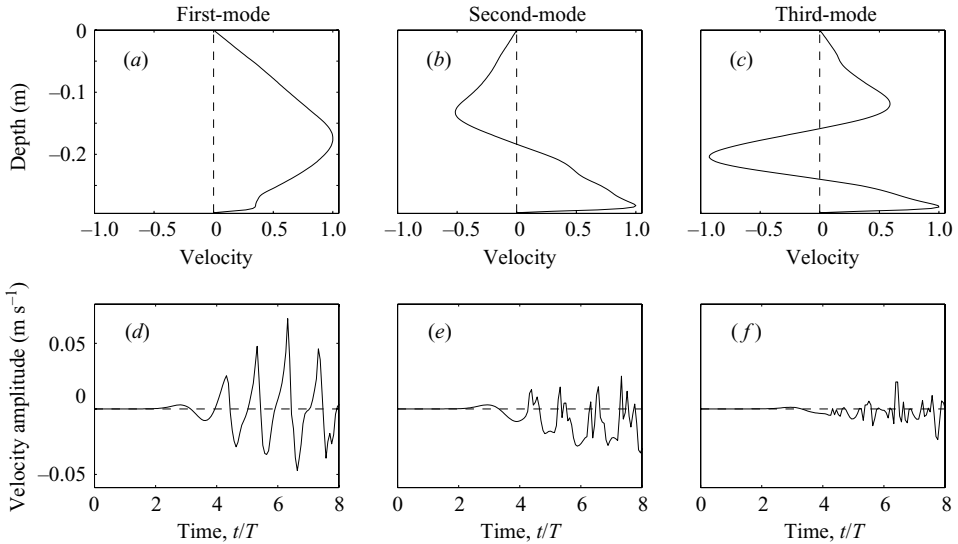 First-mode Second-mode Third-mode
(a) (b) (c)
0
–0.1
–0.2
Depth (m)
–1.0 –0.5 0 0.5 1.0 –1.0 –0.5 0 0.5 1.0 –1.0 –0.5 0 0.5 1.0
Velocity Velocity Velocity
(d) (e) (f)
0.05
0
–0.05
Velocity amplitude (m s⁻¹)
0 2 4 6 8 0 2 4 6 8 0 2 4 6 8
Time, t/T Time, t/T Time, t/T